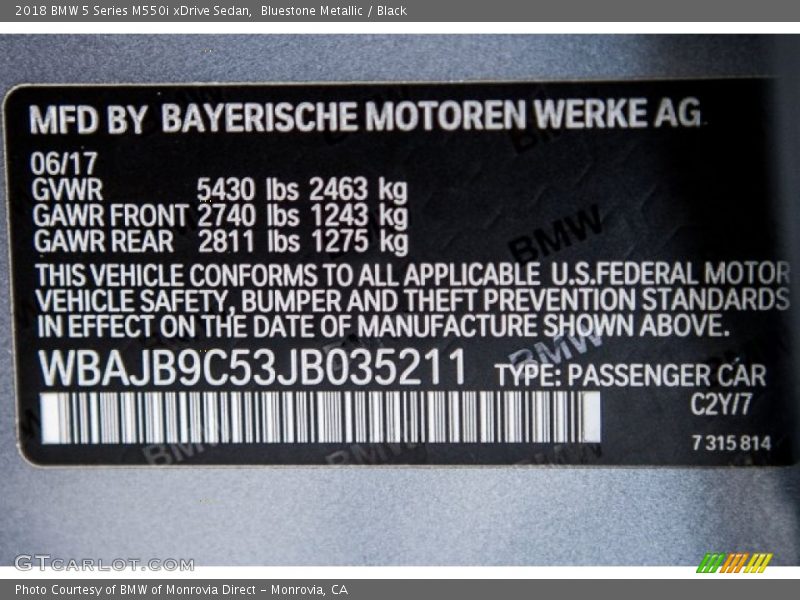 2018 BMW 5 Series M550i xDrive Sedan, Bluestone Metallic / Black
MFD BY BAYERISCHE MOTOREN WERKE AG
06/17
GVWR 5430 lbs 2463 kg
GAWR FRONT 2740 lbs 1243 kg
GAWR REAR 2811 lbs 1275 kg
THIS VEHICLE CONFORMS TO ALL APPLICABLE U.S.FEDERAL MOTOR
VEHICLE SAFETY, BUMPER AND THEFT PREVENTION STANDARDS
IN EFFECT ON THE DATE OF MANUFACTURE SHOWN ABOVE.
WBAJB9C53JB035211 TYPE: PASSENGER CAR
C2Y/7
7 315 814
BMW
BMW
BMW
BMW
GTCARLOT.COM
Photo Courtesy of BMW of Monrovia Direct - Monrovia, CA